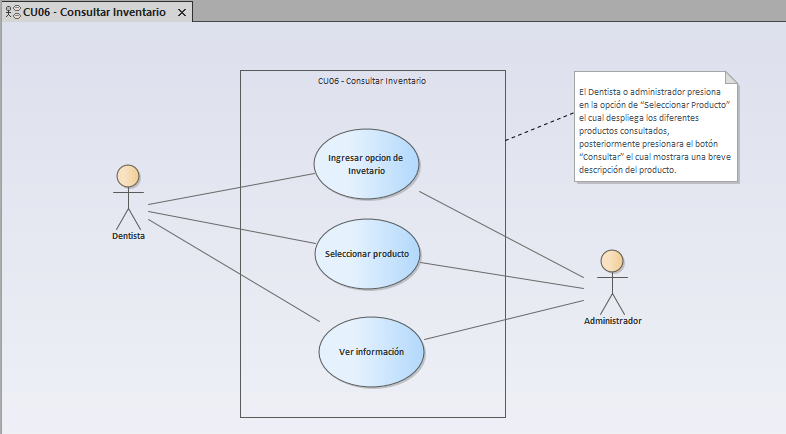 CU06 - Consultar Inventario
CU06 - Consultar Inventario
El Dentista o administrador presiona
en la opción de “Seleccionar Producto”
el cual despliega los diferentes
productos consultados,
posteriormente presionara el botón
“Consultar” el cual mostrara una breve
descripción del producto.
Ingresar opcion de
Invetario
Dentista
Seleccionar producto
Administrador
Ver información